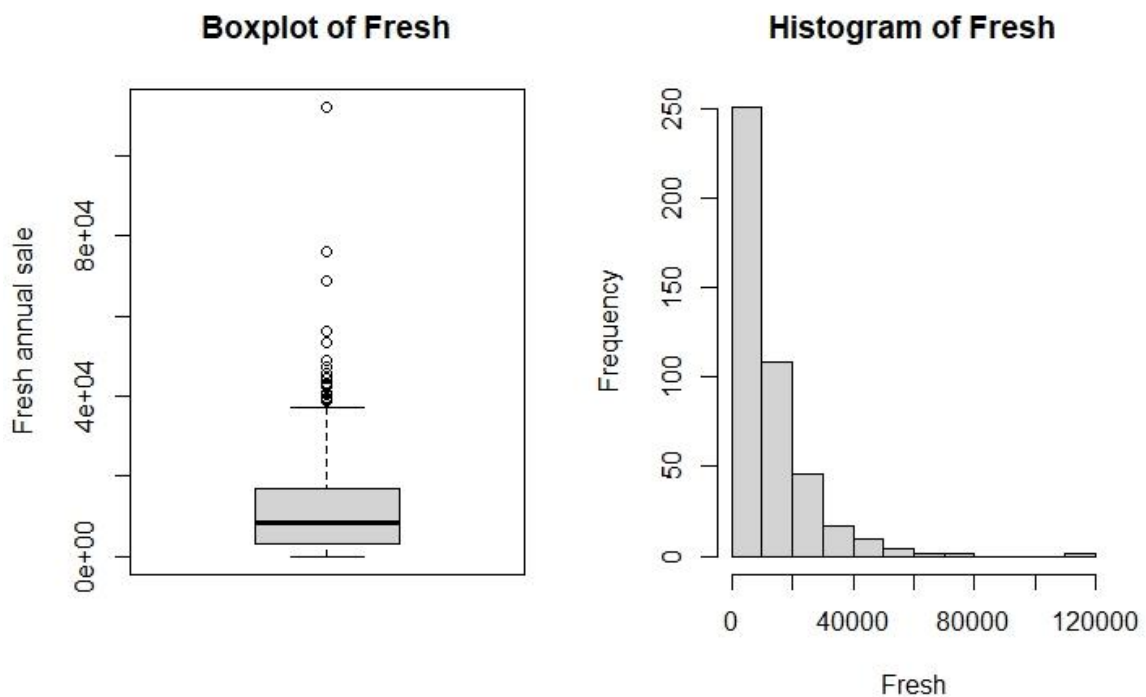 Boxplot of Fresh
Fresh annual sale
8e+04
4e+04
0e+00
Histogram of Fresh
Frequency
250
200
150
100
50
0
0 40000 80000 120000
Fresh